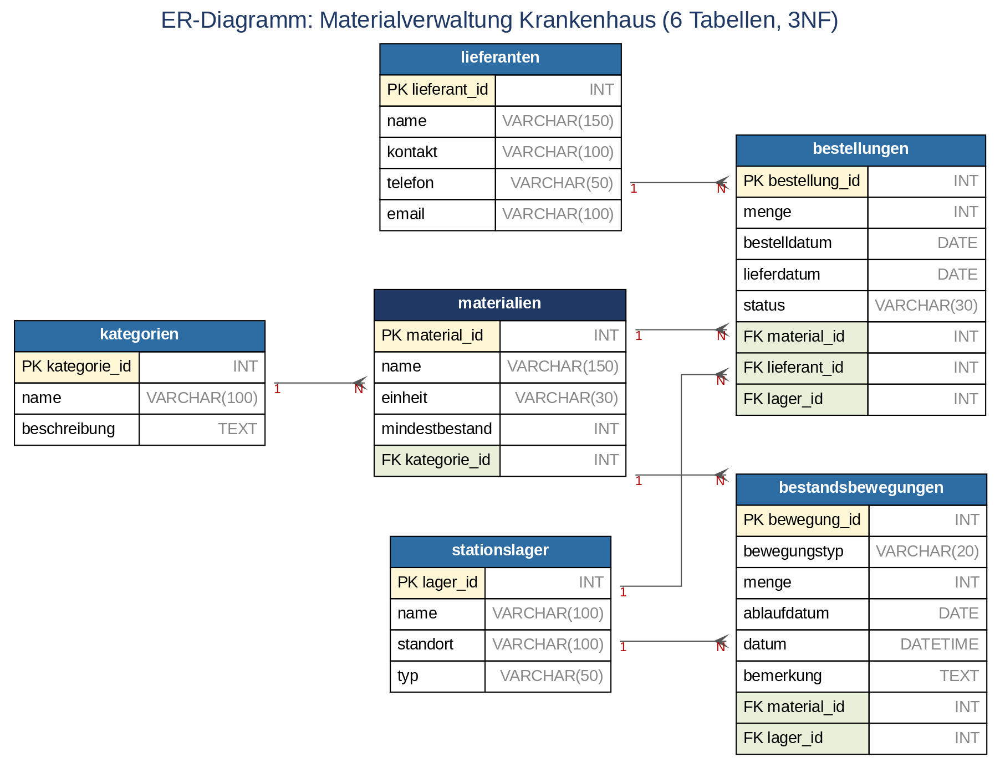 ER-Diagramm: Materialverwaltung Krankenhaus (6 Tabellen, 3NF)
lieferanten
PK lieferant_id INT
name VARCHAR(150)
kontakt VARCHAR(100)
telefon VARCHAR(50)
email VARCHAR(100)
1 N
bestellungen
PK bestellung_id INT
menge INT
bestelldatum DATE
lieferdatum DATE
status VARCHAR(30)
FK material_id INT
FK lieferant_id INT
FK lager_id INT
kategorien
PK kategorie_id INT
name VARCHAR(100)
beschreibung TEXT
1 N
materialien
PK material_id INT
name VARCHAR(150)
einheit VARCHAR(30)
mindestbestand INT
FK kategorie_id INT
1 N
1 N
stationslager
PK lager_id INT
name VARCHAR(100)
standort VARCHAR(100)
typ VARCHAR(50)
1 N
1 N
bestandsbewegungen
PK bewegung_id INT
bewegungstyp VARCHAR(20)
menge INT
ablaufdatum DATE
datum DATETIME
bemerkung TEXT
FK material_id INT
FK lager_id INT